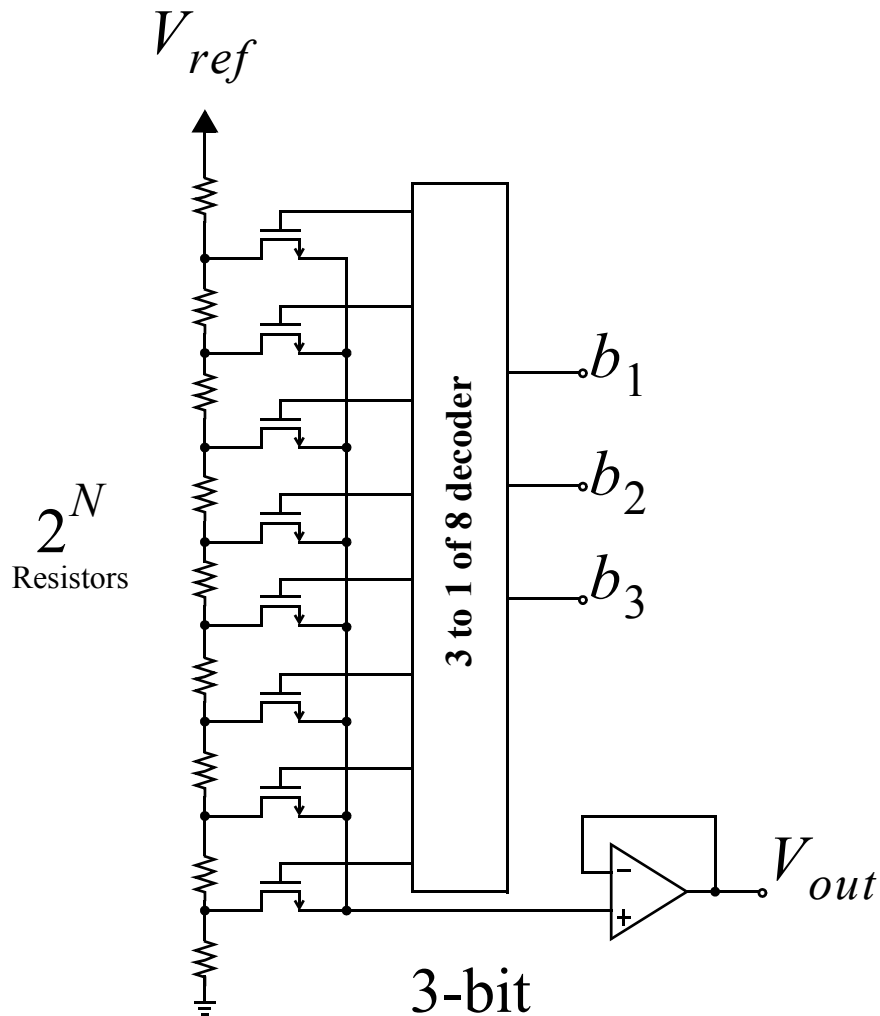 V_ref
3 to 1 of 8 decoder
b_1
b_2
b_3
2^N
Resistors
−
+
V_out
3-bit